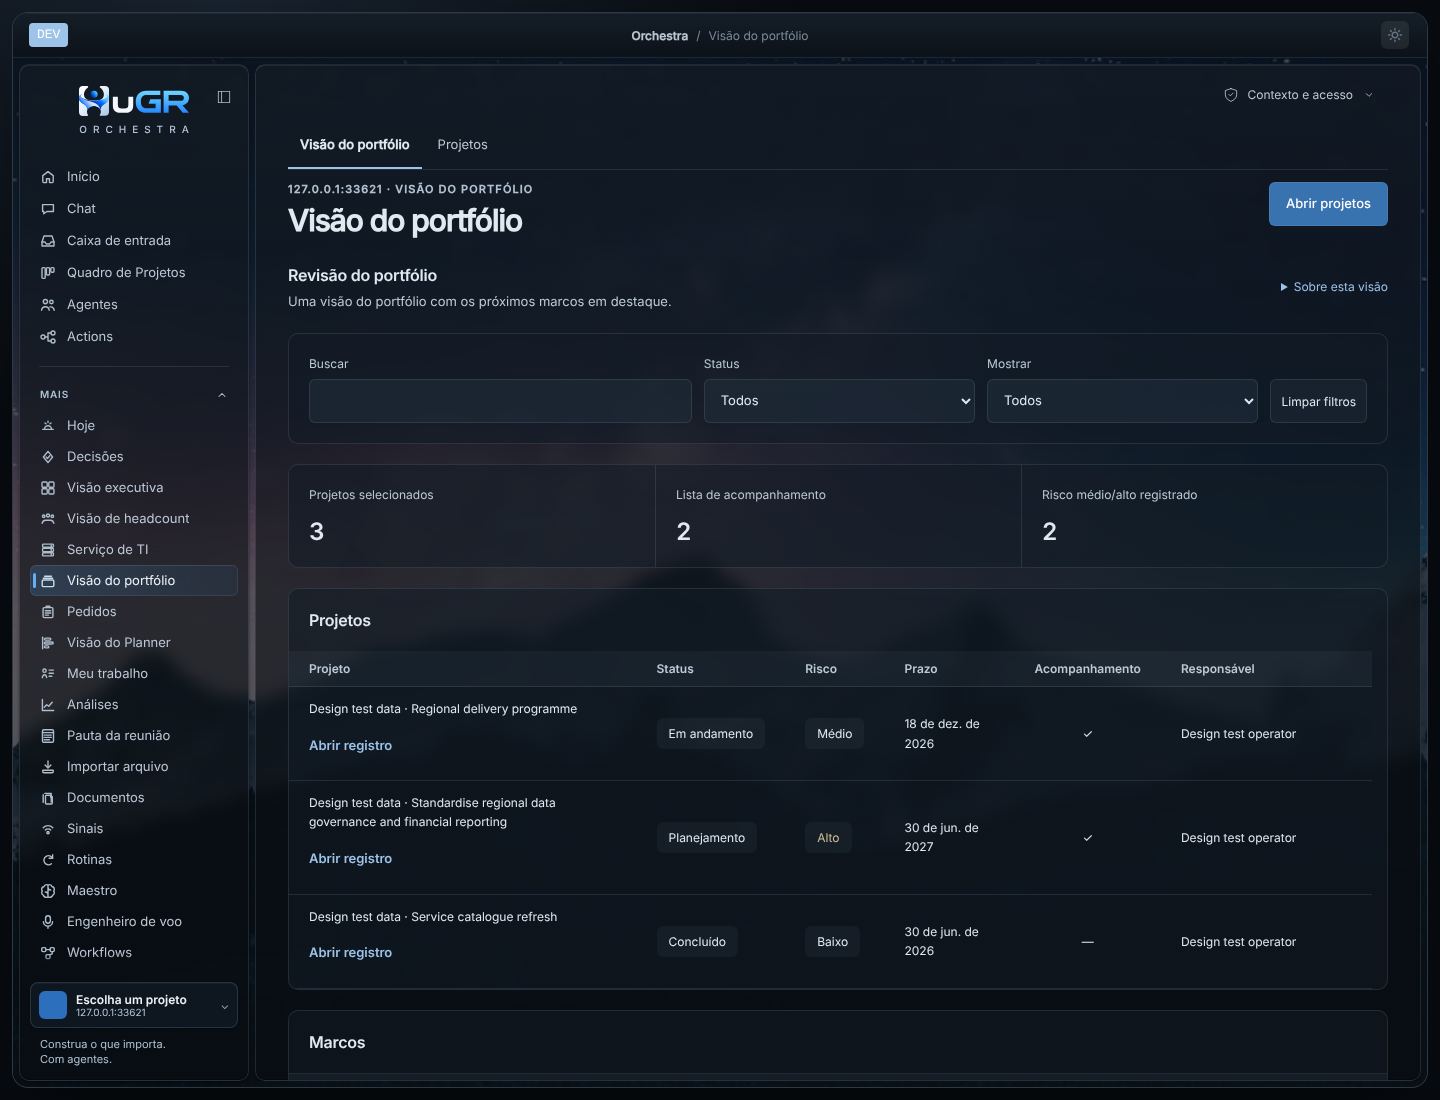 DEV
Orchestra / Visão do portfólio
HuGR
ORCHESTRA
Início
Chat
Caixa de entrada
Quadro de Projetos
Agentes
Actions
MAIS
Hoje
Decisões
Visão executiva
Visão de headcount
Serviço de TI
Visão do portfólio
Pedidos
Visão do Planner
Meu trabalho
Análises
Pauta da reunião
Importar arquivo
Documentos
Sinais
Rotinas
Maestro
Engenheiro de voo
Workflows
Escolha um projeto
127.0.0.1:33621
Construa o que importa.
Com agentes.
Contexto e acesso
Visão do portfólio Projetos
127.0.0.1:33621 · VISÃO DO PORTFÓLIO
Visão do portfólio
Abrir projetos
Revisão do portfólio
Uma visão do portfólio com os próximos marcos em destaque.
Sobre esta visão
Buscar Status Mostrar
Todos Todos Limpar filtros
Projetos selecionados Lista de acompanhamento Risco médio/alto registrado
3 2 2
Projetos
Projeto Status Risco Prazo Acompanhamento Responsável
Design test data · Regional delivery programme
Abrir registro
Em andamento
Médio
18 de dez. de
2026
✓
Design test operator
Design test data · Standardise regional data
governance and financial reporting
Abrir registro
Planejamento
Alto
30 de jun. de
2027
✓
Design test operator
Design test data · Service catalogue refresh
Abrir registro
Concluído
Baixo
30 de jun. de
2026
—
Design test operator
Marcos